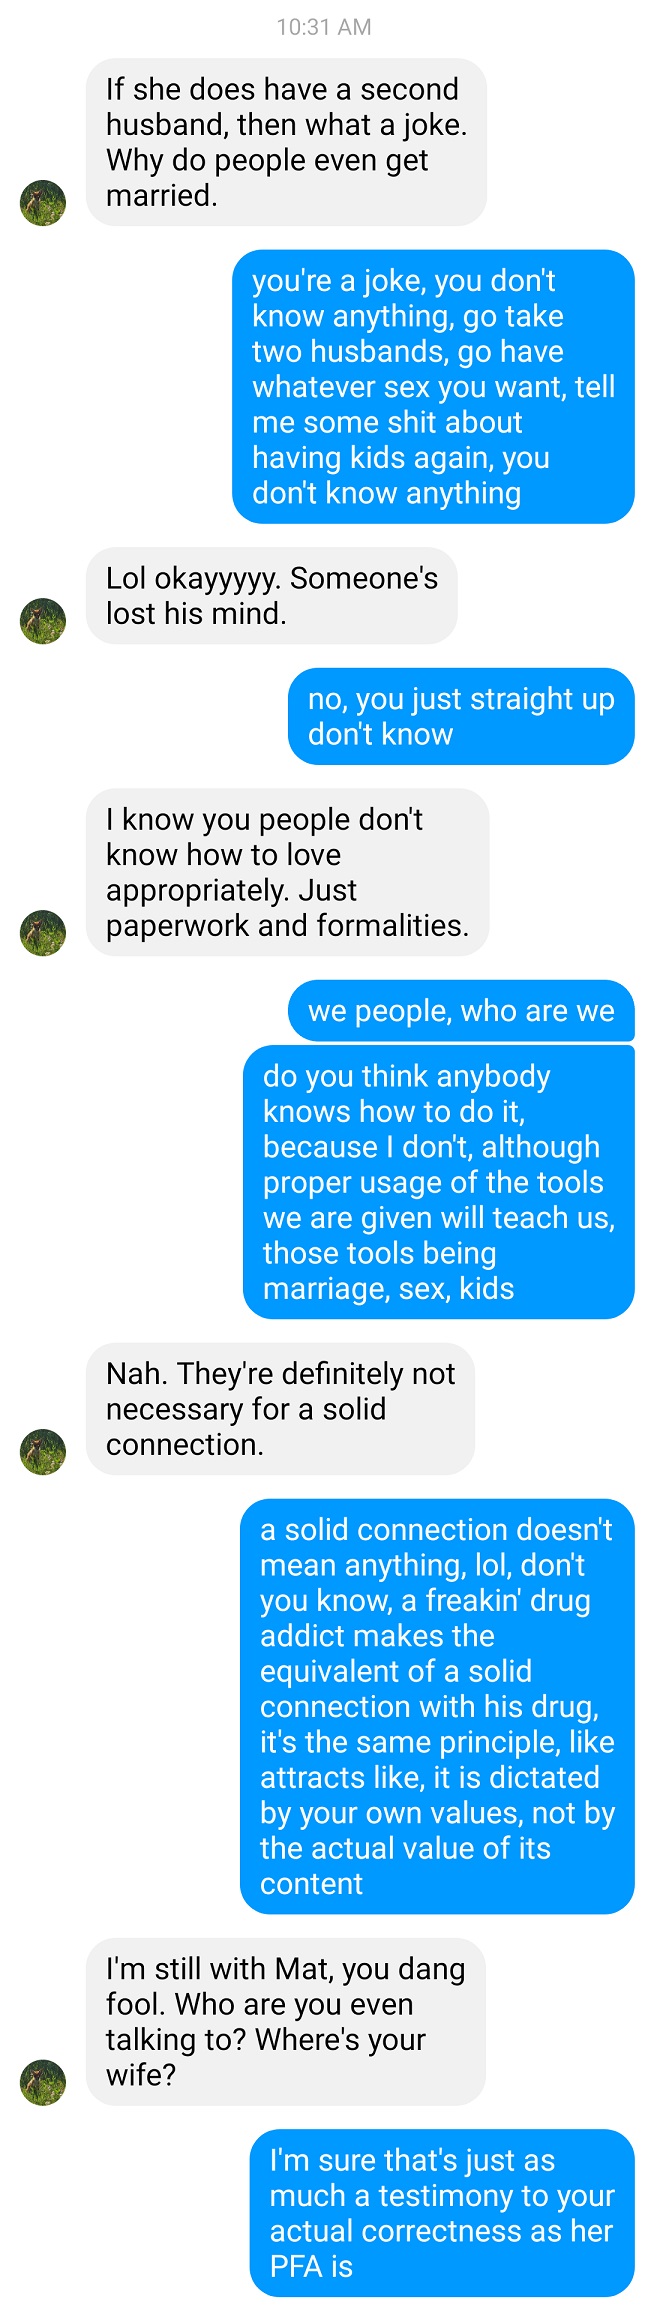 10:31 AM
If she does have a second
husband, then what a joke.
Why do people even get
married.
you're a joke, you don't
know anything, go take
two husbands, go have
whatever sex you want, tell
me some shit about
having kids again, you
don't know anything
Lol okayyyyy. Someone's
lost his mind.
no, you just straight up
don't know
I know you people don't
know how to love
appropriately. Just
paperwork and formalities.
we people, who are we
do you think anybody
knows how to do it,
because I don't, although
proper usage of the tools
we are given will teach us,
those tools being
marriage, sex, kids
Nah. They're definitely not
necessary for a solid
connection.
a solid connection doesn't
mean anything, lol, don't
you know, a freakin' drug
addict makes the
equivalent of a solid
connection with his drug,
it's the same principle, like
attracts like, it is dictated
by your own values, not by
the actual value of its
content
I'm still with Mat, you dang
fool. Who are you even
talking to? Where's your
wife?
I'm sure that's just as
much a testimony to your
actual correctness as her
PFA is